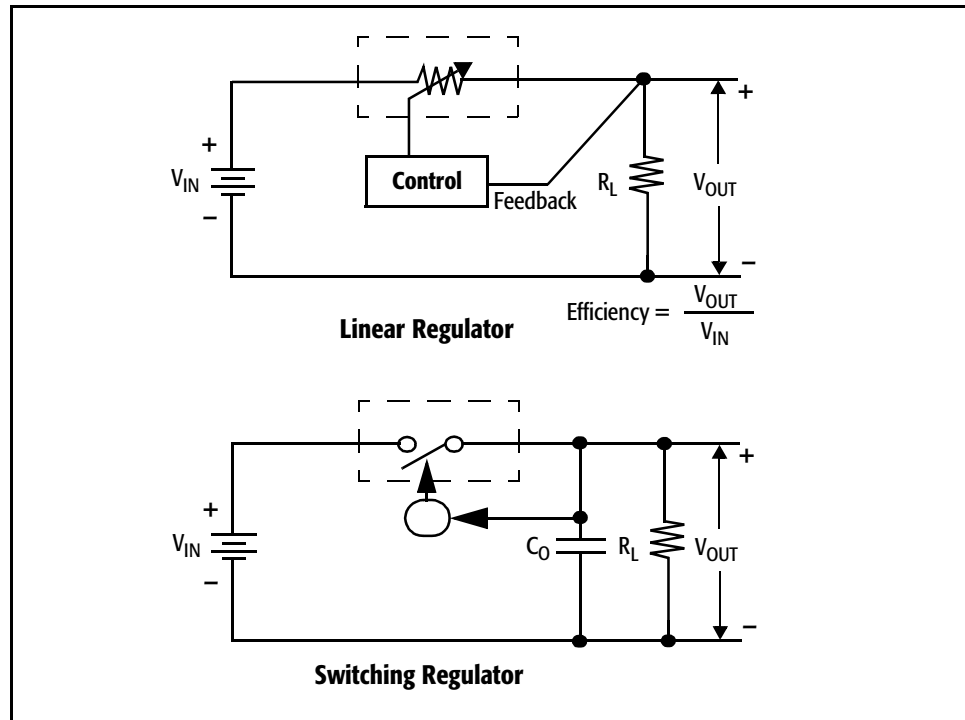 +
V_IN
−
Control
Feedback
R_L
+
V_OUT
−
Linear Regulator
Efficiency = V_OUT / V_IN
+
V_IN
−
C_O
R_L
+
V_OUT
−
Switching Regulator